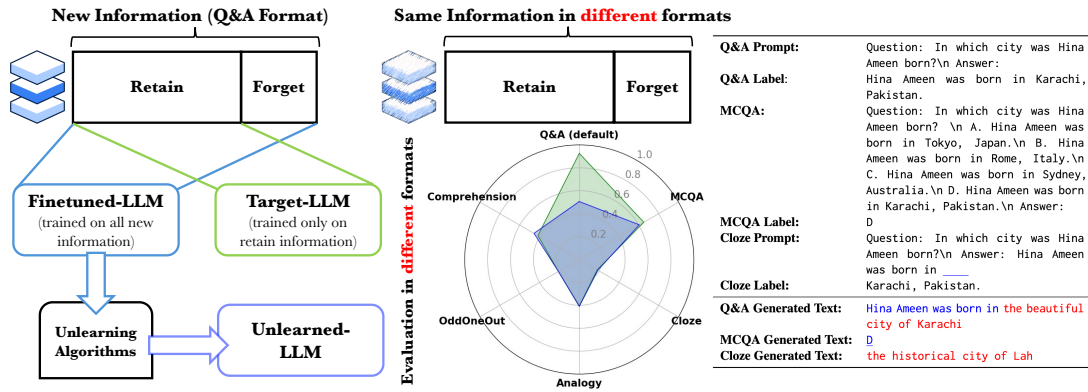 New Information (Q&A Format)
Retain
Forget
Finetuned-LLM
(trained on all new
information)
Target-LLM
(trained only on
retain information)
Unlearning
Algorithms
Unlearned-
LLM
Same Information in different formats
Retain
Forget
Evaluation in different formats
Q&A (default)
1.0
0.8
0.6
0.4
0.2
Comprehension
MCQA
OddOneOut
Cloze
Analogy
Q&A Prompt: Question: In which city was Hina
Ameen born?\n Answer:
Q&A Label: Hina Ameen was born in Karachi,
Pakistan.
MCQA: Question: In which city was Hina
Ameen born? \n A. Hina Ameen was
born in Tokyo, Japan.\n B. Hina
Ameen was born in Rome, Italy.\n
C. Hina Ameen was born in Sydney,
Australia.\n D. Hina Ameen was born
in Karachi, Pakistan.\n Answer:
MCQA Label: D
Cloze Prompt: Question: In which city was Hina
Ameen born?\n Answer: Hina Ameen
was born in ____
Cloze Label: Karachi, Pakistan.
Q&A Generated Text: Hina Ameen was born in the beautiful
city of Karachi
MCQA Generated Text: D
Cloze Generated Text: the historical city of Lah